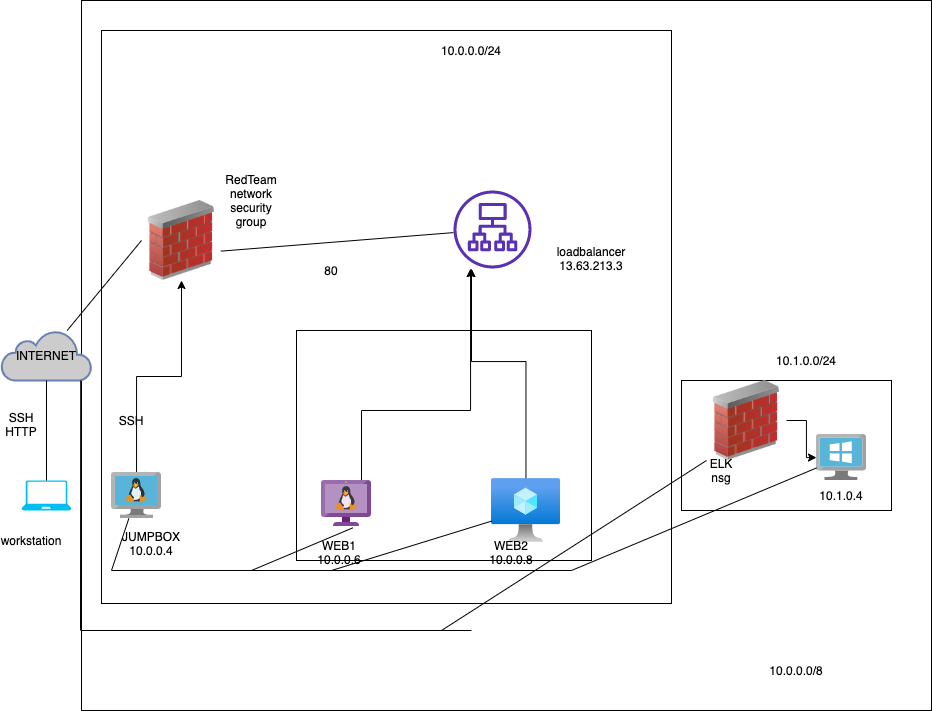 10.0.0.0/24
RedTeam
network
security
group
loadbalancer
13.63.213.3
80
INTERNET
10.1.0.0/24
SSH
HTTP
SSH
ELK
nsg
10.1.0.4
workstation
JUMPBOX
10.0.0.4
WEB1
10.0.0.6
WEB2
10.0.0.8
10.0.0.0/8